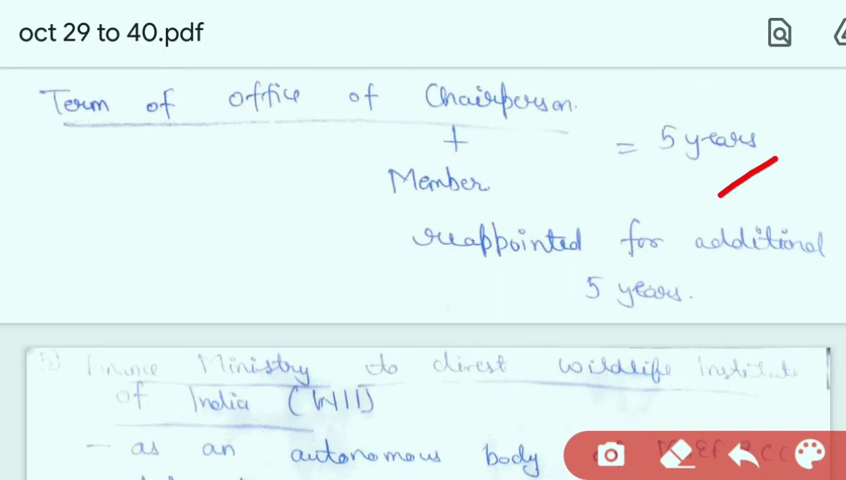 oct 29 to 40.pdf
Term of office of Chairperson.
+
= 5 years
Member
reappointed for additional
5 years.
Finance Ministry to direst wildlife Institute
of India (WII)
- as an autonomous body